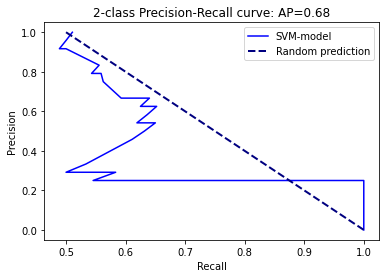 2-class Precision-Recall curve: AP=0.68
SVM-model
Random prediction
Precision
1.0
0.8
0.6
0.4
0.2
0.0
0.5
0.6
0.7
0.8
0.9
1.0
Recall